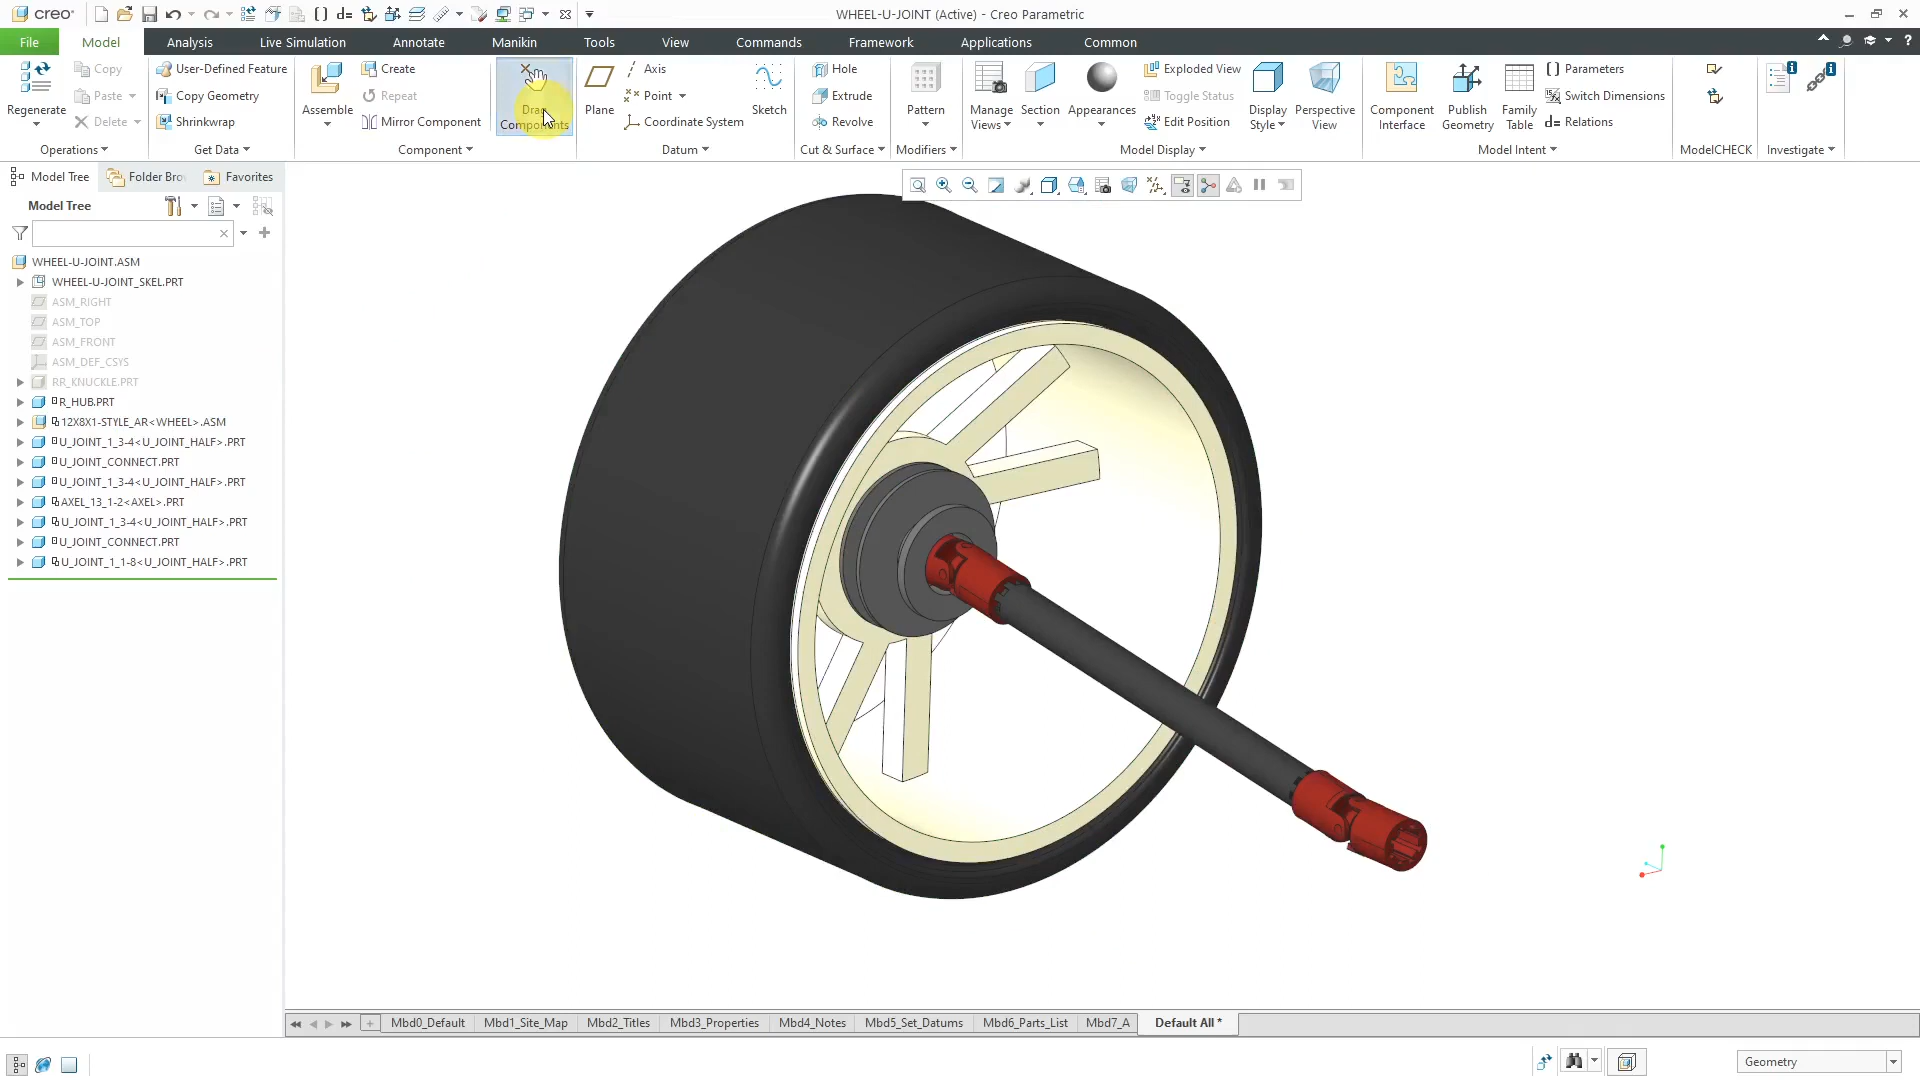 creo
WHEEL-U-JOINT (Active) - Creo Parametric
File
Model
Analysis
Live Simulation
Annotate
Manikin
Tools
View
Commands
Framework
Applications
Common
Regenerate
Copy
Paste
Delete
Operations
User-Defined Feature
Copy Geometry
Shrinkwrap
Get Data
Assemble
Create
Repeat
Mirror Component
Component
Drag
Components
Plane
Axis
Point
Coordinate System
Sketch
Datum
Hole
Extrude
Revolve
Cut & Surface
Pattern
Modifiers
Manage
Views
Section
Appearances
Exploded View
Toggle Status
Edit Position
Display
Style
Perspective
View
Model Display
Component
Interface
Publish
Geometry
Family
Table
Parameters
Switch Dimensions
d= Relations
Model Intent
ModelCHECK
Investigate
Model Tree
Folder Bro
Favorites
Model Tree
WHEEL-U-JOINT.ASM
WHEEL-U-JOINT_SKEL.PRT
ASM_RIGHT
ASM_TOP
ASM_FRONT
ASM_DEF_CSYS
RR_KNUCKLE.PRT
R_HUB.PRT
12X8X1-STYLE_AR<WHEEL>.ASM
U_JOINT_1_3-4<U_JOINT_HALF>.PRT
U_JOINT_CONNECT.PRT
U_JOINT_1_3-4<U_JOINT_HALF>.PRT
AXEL_13_1-2<AXEL>.PRT
U_JOINT_1_3-4<U_JOINT_HALF>.PRT
U_JOINT_CONNECT.PRT
U_JOINT_1_1-8<U_JOINT_HALF>.PRT
Mbd0_Default
Mbd1_Site_Map
Mbd2_Titles
Mbd3_Properties
Mbd4_Notes
Mbd5_Set_Datums
Mbd6_Parts_List
Mbd7_A
Default All *
Geometry